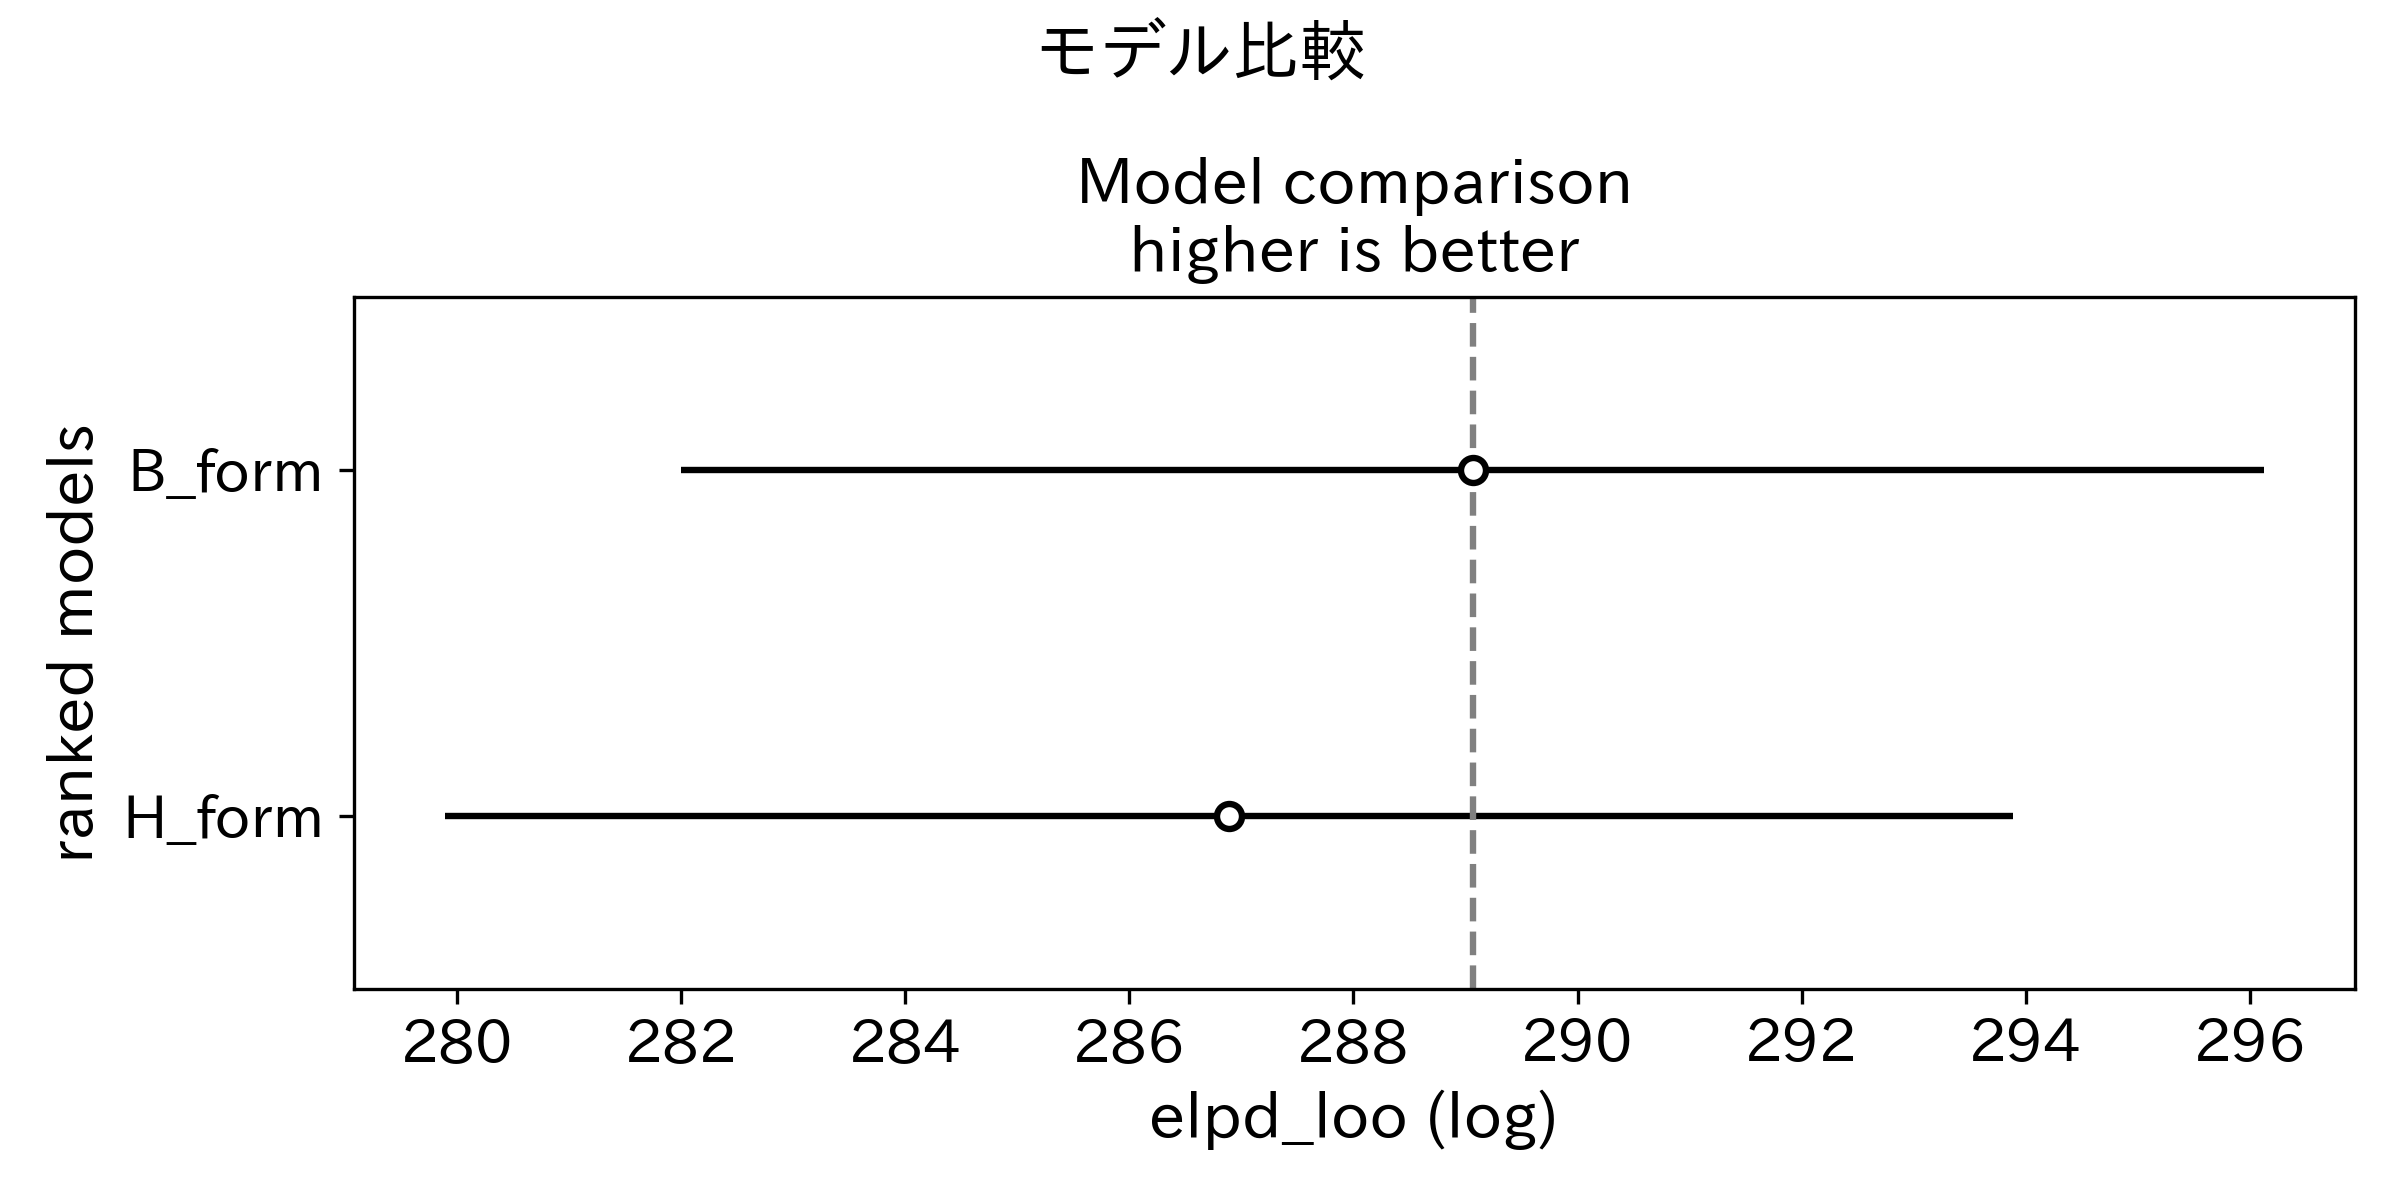 モデル比較
Model comparison
higher is better
ranked models
B_form
H_form
280 282 284 286 288 290 292 294 296
elpd_loo (log)